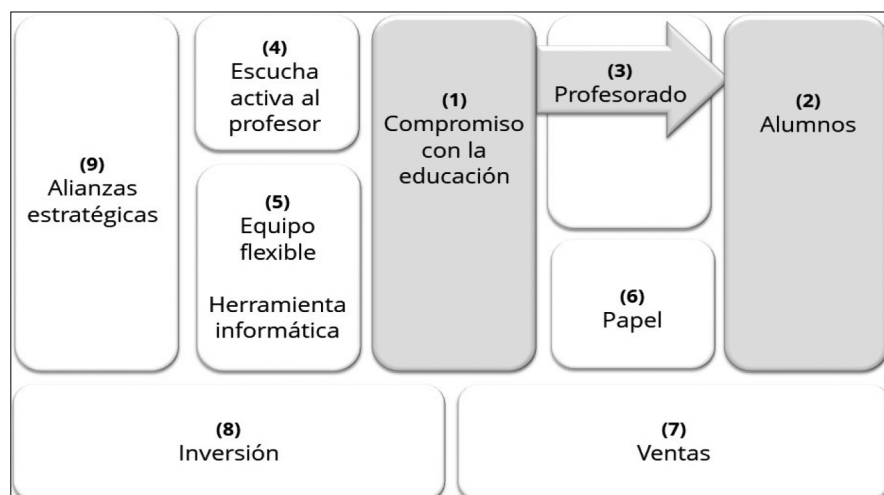 (9)
Alianzas
estratégicas
(4)
Escucha
activa al
profesor
(5)
Equipo
flexible
Herramienta
informática
(1)
Compromiso
con la
educación
(3)
Profesorado
(6)
Papel
(2)
Alumnos
(8)
Inversión
(7)
Ventas